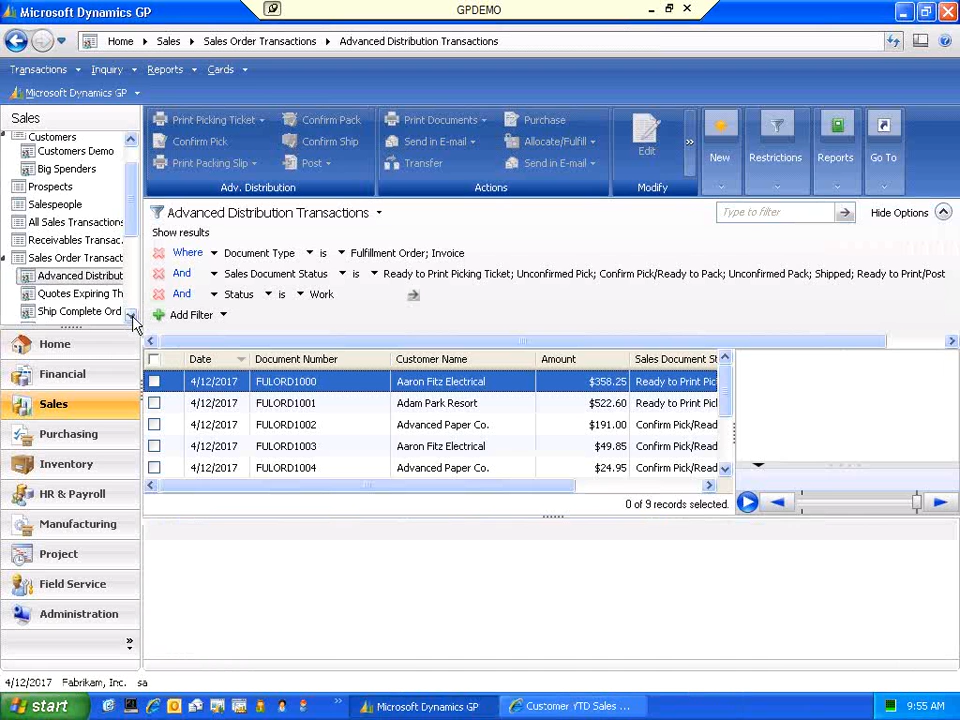 Microsoft Dynamics GP
GPDEMO
Home Sales Sales Order Transactions Advanced Distribution Transactions
Transactions Inquiry Reports Cards
Microsoft Dynamics GP
Sales
Customers
Customers Demo
Big Spenders
Prospects
Salespeople
All Sales Transactions
Receivables Transac...
Sales Order Transact
Advanced Distribut
Quotes Expiring Th
Ship Complete Ord
Home
Financial
Sales
Purchasing
Inventory
HR & Payroll
Manufacturing
Project
Field Service
Administration
Print Picking Ticket
Confirm Pack
Confirm Pick
Confirm Ship
Print Packing Slip
Post
Adv. Distribution
Print Documents
Purchase
Send in E-mail
Allocate/Fulfill
Transfer
Send in E-mail
Actions
Edit
Modify
New
Restrictions
Reports
Go To
Advanced Distribution Transactions
Type to filter
Hide Options
Show results
Where Document Type is Fulfillment Order; Invoice
And Sales Document Status is Ready to Print Picking Ticket; Unconfirmed Pick; Confirm Pick/Ready to Pack; Unconfirmed Pack; Shipped; Ready to Print/Post
And Status is Work
Add Filter
Date Document Number Customer Name Amount Sales Document St
4/12/2017 FULORD1000 Aaron Fitz Electrical $358.25 Ready to Print Pic
4/12/2017 FULORD1001 Adam Park Resort $522.60 Ready to Print Pic
4/12/2017 FULORD1002 Advanced Paper Co. $191.00 Confirm Pick/Read
4/12/2017 FULORD1003 Aaron Fitz Electrical $49.85 Confirm Pick/Read
4/12/2017 FULORD1004 Advanced Paper Co. $24.95 Confirm Pick/Read
0 of 9 records selected.
4/12/2017 Fabrikam, Inc. sa
start
Microsoft Dynamics GP
Customer YTD Sales ...
9:55 AM